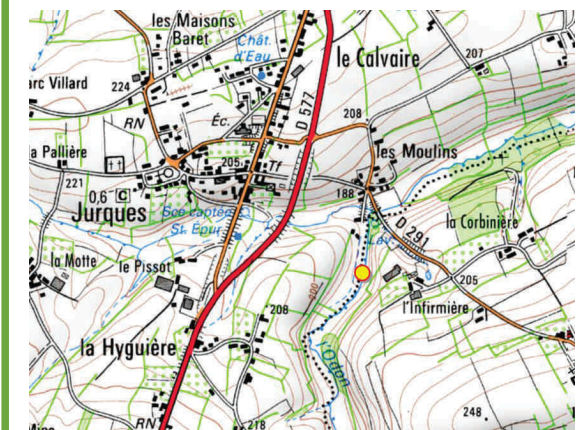 les Maisons
Baret
Chât.
d'Eau
le Calvaire
207
arc Villard
224
RN
Éc.
D 577
208
a Pallière
205
Tf
les Moulins
221
0,6 C
188
Jurques
Sce captée
St. Epur
Lav.
D 291
la Corbinière
la Motte
le Pissot
200
205
l'Infirmière
208
l'Odon
la Hyguière
RN
218
248